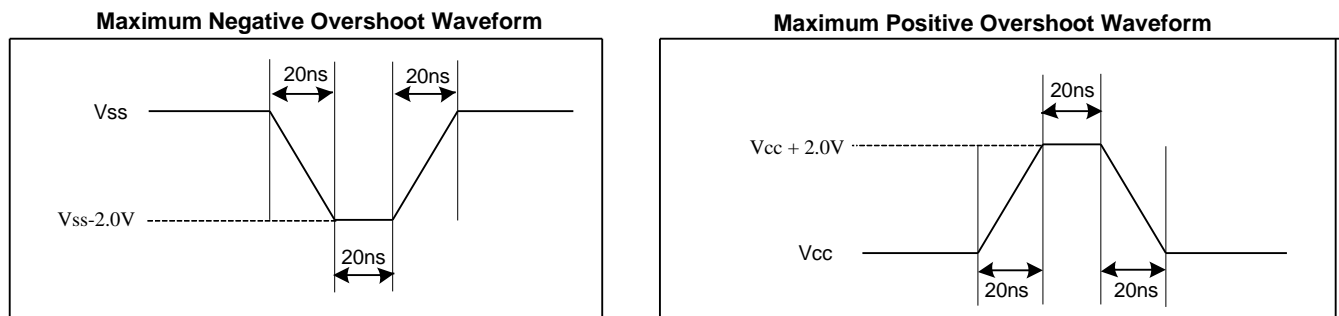 Maximum Negative Overshoot Waveform
20ns
20ns
Vss
Vss-2.0V
20ns
Maximum Positive Overshoot Waveform
20ns
Vcc + 2.0V
Vcc
20ns
20ns